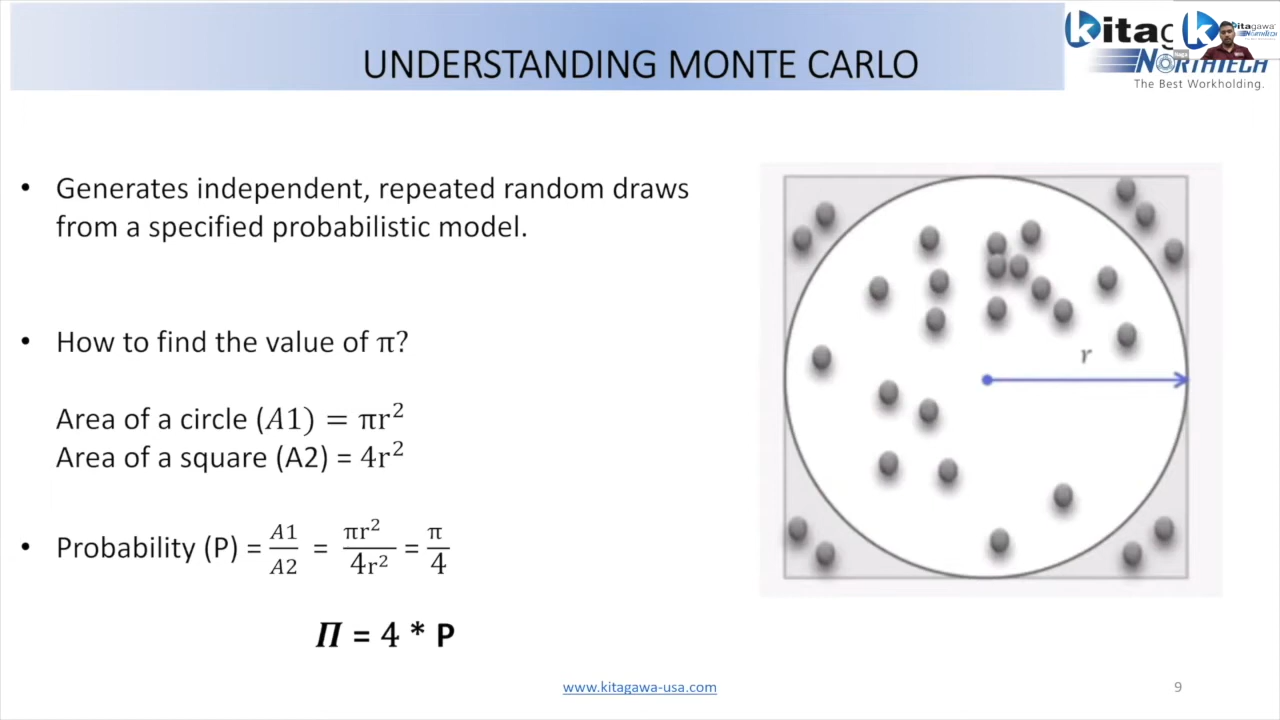 UNDERSTANDING MONTE CARLO
kitag
NORTHTECH
The Best Workholding.
• Generates independent, repeated random draws
from a specified probabilistic model.
• How to find the value of π?
Area of a circle (A1) = πr²
Area of a square (A2) = 4r²
• Probability (P) = A1/A2 = πr²/4r² = π/4
Π = 4 * P
r
www.kitagawa-usa.com
9